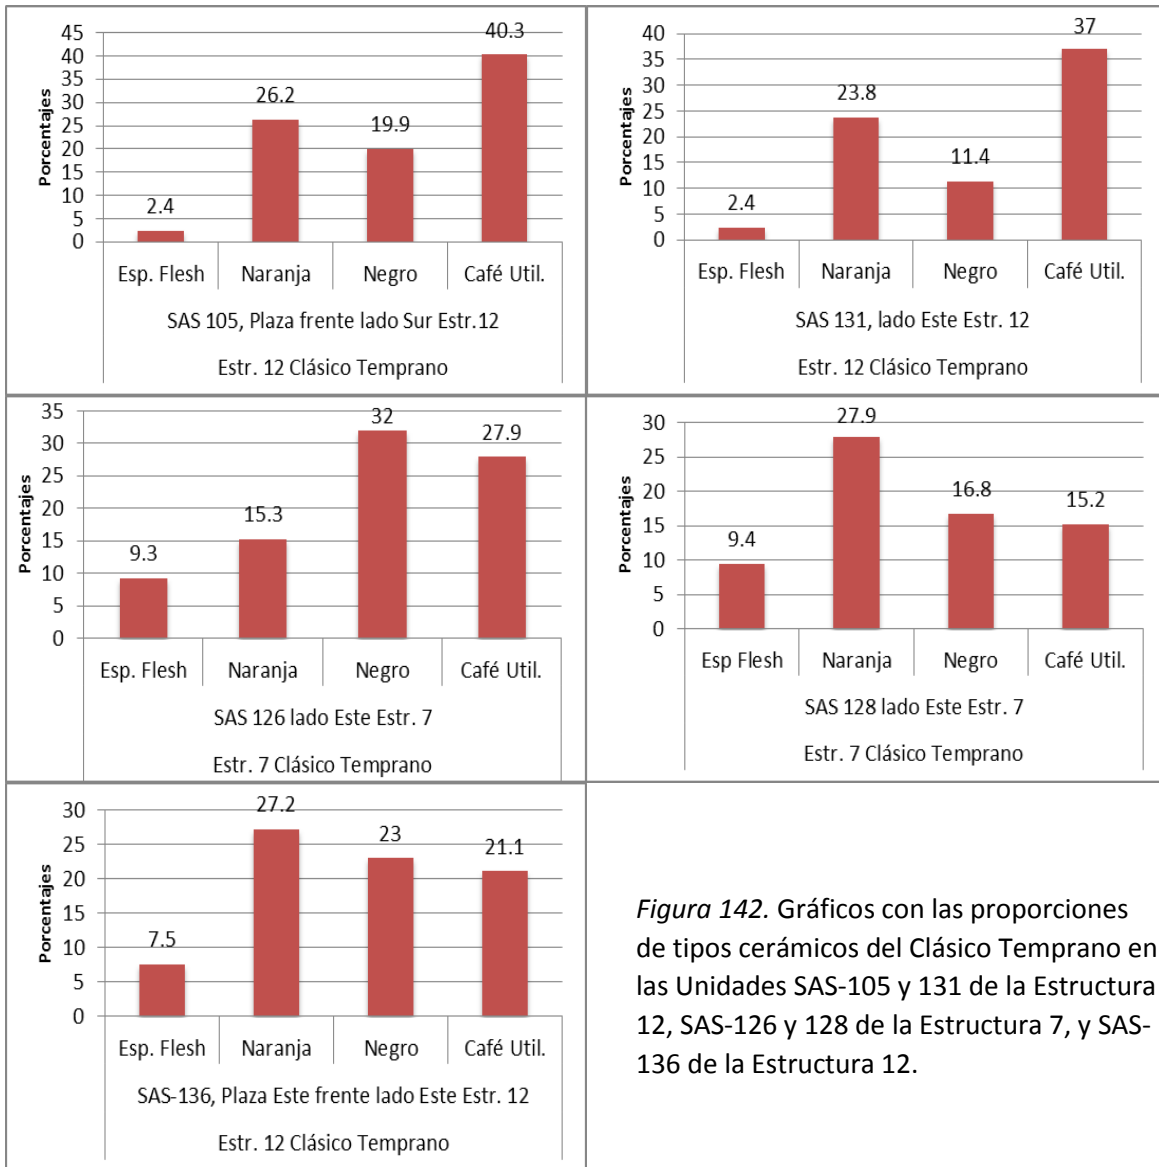 45
40
35
30
25
20
15
10
5
0
Porcentajes
2.4
26.2
19.9
40.3
Esp. Flesh Naranja Negro Café Util.
SAS 105, Plaza frente lado Sur Estr.12
Estr. 12 Clásico Temprano
40
35
30
25
20
15
10
5
0
Porcentajes
2.4
23.8
11.4
37
Esp. Flesh Naranja Negro Café Util.
SAS 131, lado Este Estr. 12
Estr. 12 Clásico Temprano
35
30
25
20
15
10
5
0
Porcentajes
9.3
15.3
32
27.9
Esp. Flesh Naranja Negro Café Util.
SAS 126 lado Este Estr. 7
Estr. 7 Clásico Temprano
30
25
20
15
10
5
0
Porcentajes
9.4
27.9
16.8
15.2
Esp Flesh Naranja Negro Café Util.
SAS 128 lado Este Estr. 7
Estr. 7 Clásico Temprano
30
25
20
15
10
5
0
Porcentajes
7.5
27.2
23
21.1
Esp. Flesh Naranja Negro Café Util.
SAS-136, Plaza Este frente lado Este Estr. 12
Estr. 12 Clásico Temprano
Figura 142. Gráficos con las proporciones
de tipos cerámicos del Clásico Temprano en
las Unidades SAS-105 y 131 de la Estructura
12, SAS-126 y 128 de la Estructura 7, y SAS-
136 de la Estructura 12.